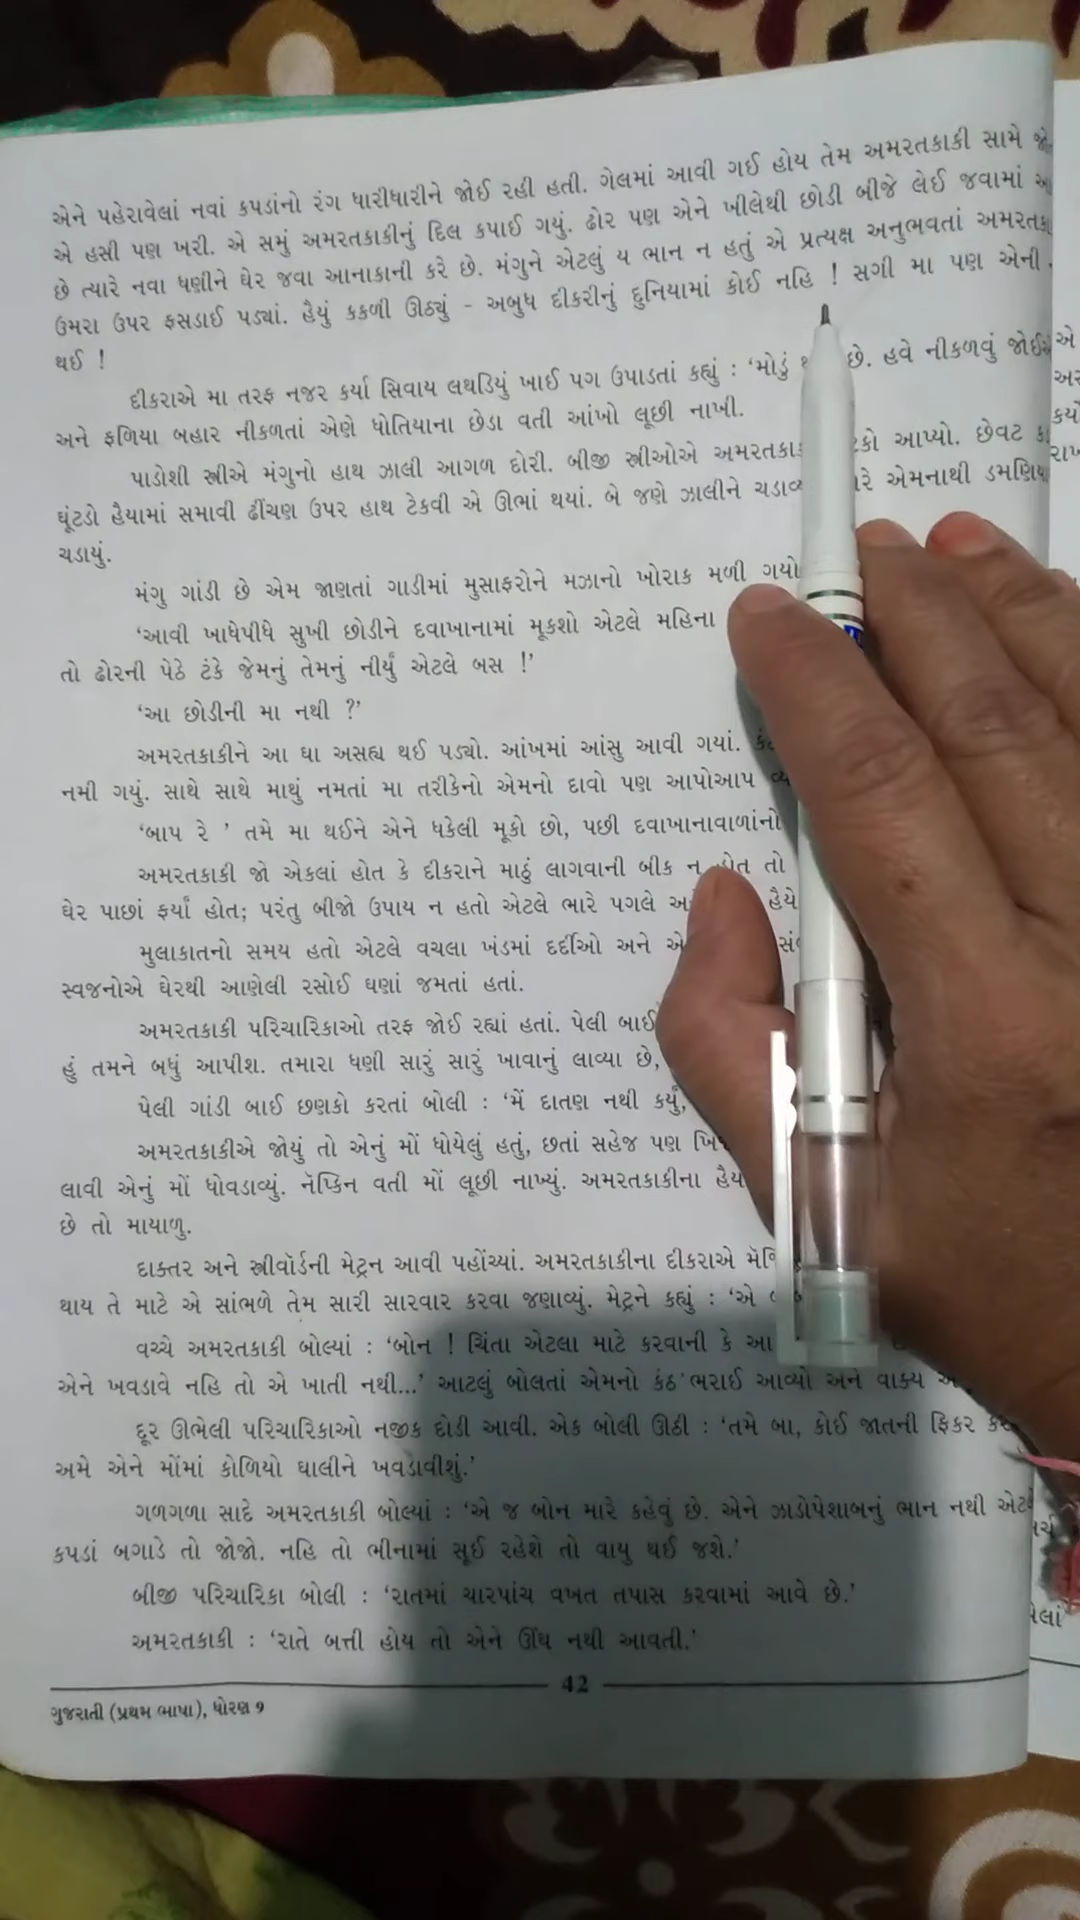 એને પહેરાવેલાં નવાં કપડાંનો રંગ ધારીધારીને જોઈ રહી હતી. ગેલમાં આવી ગઈ હોય તેમ અમરતકાકી સામે
એ હસી પણ ખરી. એ સમું અમરતકાકીનું દિલ કપાઈ ગયું. ઢોર પણ એને ખીલેથી છોડી બીજે લેઈ જવામાં
છે ત્યારે નવા ધણીને ઘેર જવા આનાકાની કરે છે. મંગુને એટલું ય ભાન ન હતું એ પ્રત્યક્ષ અનુભવતાં
ઉમરા ઉપર ફસડાઈ પડ્યાં. હૈયું કકળી ઊઠ્યું - અબુધ દીકરીનું દુનિયામાં કોઈ નહિ ! સગી મા પણ એની
થઈ !
દીકરાએ મા તરફ નજર કર્યા સિવાય લથડિયું ખાઈ પગ ઉપાડતાં કહ્યું : ‘મોડું છે. હવે નીકળવું
અને ફળિયા બહાર નીકળતાં એણે ધોતિયાના છેડા વતી આંખો લૂછી નાખી.
પાડોશી સ્ત્રીએ મંગુનો હાથ ઝાલી આગળ દોરી. બીજી સ્ત્રીઓએ આપ્યો. છેવટ
ઘૂંટડો હૈયામાં સમાવી ઢીંચણ ઉપર હાથ ટેકવી એ ઊભાં થયાં. બે જણે ઝાલીને એમનાથી
ચડાયું.
મંગુ ગાંડી છે એમ જાણતાં ગાડીમાં મુસાફરોને મઝાનો ખોરાક મળી ગયો
‘આવી ખાધેપીધે સુખી છોડીને દવાખાનામાં મૂકશો એટલે મહિના
તો ઢોરની પેઠે ટંકે જેમનું તેમનું નીર્યું એટલે બસ !’
‘આ છોડીની મા નથી ?’
અમરતકાકીને આ ઘા અસહ્ય થઈ પડ્યો. આંખમાં આંસુ આવી ગયાં.
નમી ગયું. સાથે સાથે માથું નમતાં મા તરીકેનો એમનો દાવો પણ આપોઆપ
‘બાપ રે ’ તમે મા થઈને એને ધકેલી મૂકો છો, પછી દવાખાનાવાળાંનો
અમરતકાકી જો એકલાં હોત કે દીકરાને માઠું લાગવાની બીક ન હોત તો
ઘેર પાછાં ફર્યાં હોત; પરંતુ બીજો ઉપાય ન હતો એટલે ભારે પગલે હૈયે
મુલાકાતનો સમય હતો એટલે વચલા ખંડમાં દર્દીઓ અને
સ્વજનોએ ઘેરથી આણેલી રસોઈ ઘણાં જમતાં હતાં.
અમરતકાકી પરિચારિકાઓ તરફ જોઈ રહ્યાં હતાં. પેલી બાઈ
હું તમને બધું આપીશ. તમારા ધણી સારું સારું ખાવાનું લાવ્યા છે,
પેલી ગાંડી બાઈ છણકો કરતાં બોલી : ‘મેં દાતણ નથી કર્યું,
અમરતકાકીએ જોયું તો એનું મોં ધોયેલું હતું, છતાં સહેજ પણ
લાવી એનું મોં ધોવડાવ્યું. નૅપ્કિન વતી મોં લૂછી નાખ્યું. અમરતકાકીના
છે તો માયાળુ.
દાક્તર અને સ્ત્રીવૉર્ડની મેટ્રન આવી પહોંચ્યાં. અમરતકાકીના દીકરાએ
થાય તે માટે એ સાંભળે તેમ સારી સારવાર કરવા જણાવ્યું. મેટ્રને કહ્યું : ‘એ
વચ્ચે અમરતકાકી બોલ્યાં : ‘બોન ! ચિંતા એટલા માટે કરવાની કે આ
એને ખવડાવે નહિ તો એ ખાતી નથી...’ આટલું બોલતાં એમનો કંઠ ભરાઈ આવ્યો અને વાક્ય
દૂર ઊભેલી પરિચારિકાઓ નજીક દોડી આવી. એક બોલી ઊઠી : ‘તમે બા, કોઈ જાતની ફિકર
અમે એને મોંમાં કોળિયો ઘાલીને ખવડાવીશું.’
ગળગળા સાદે અમરતકાકી બોલ્યાં : ‘એ જ બોન મારે કહેવું છે. એને ઝાડોપેશાબનું ભાન નથી
કપડાં બગાડે તો જોજો. નહિ તો ભીનામાં સૂઈ રહેશે તો વાયુ થઈ જશે.’
બીજી પરિચારિકા બોલી : ‘રાતમાં ચારપાંચ વખત તપાસ કરવામાં આવે છે.’
અમરતકાકી : ‘રાતે બત્તી હોય તો એને ઊંઘ નથી આવતી.’
42
ગુજરાતી (પ્રથમ ભાષા), ધોરણ 9